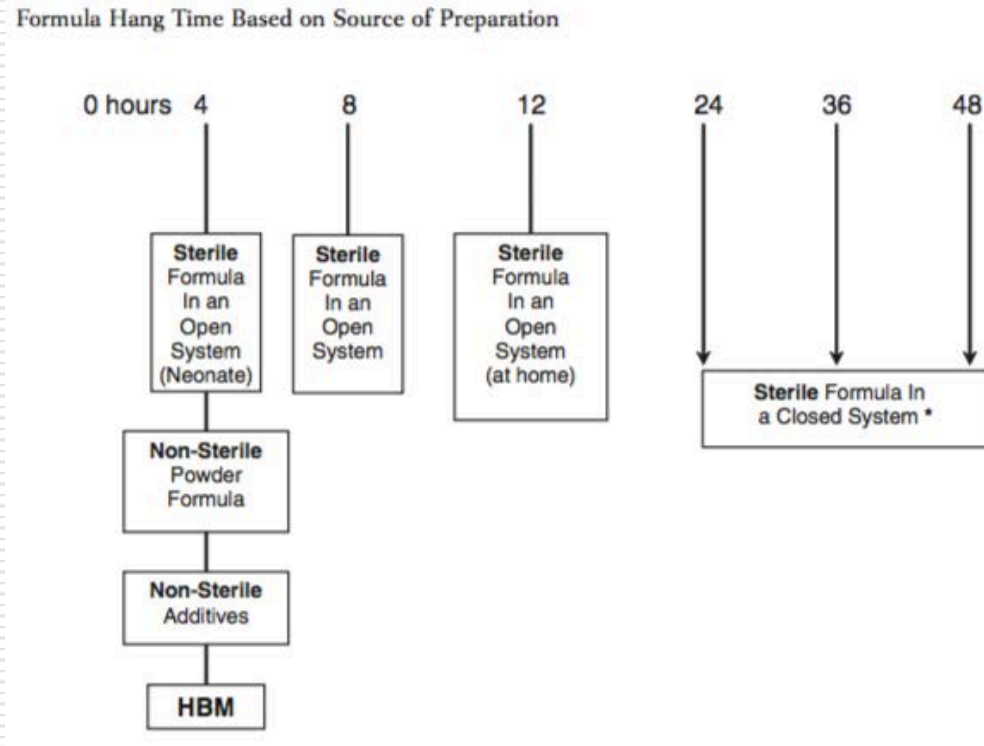 Formula Hang Time Based on Source of Preparation
0 hours 4 8 12 24 36 48
Sterile
Formula
In an
Open
System
(Neonate)
Sterile
Formula
In an
Open
System
Sterile
Formula
In an
Open
System
(at home)
Sterile Formula In
a Closed System *
Non-Sterile
Powder
Formula
Non-Sterile
Additives
HBM